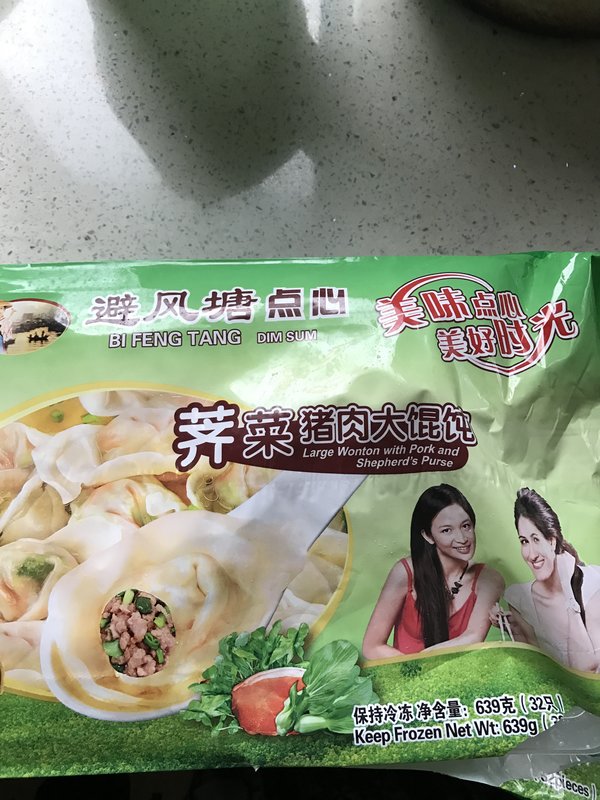 避风塘点心
BI FENG TANG DIM SUM
美味点心
美好时光
荠菜猪肉大馄饨
Large Wonton with Pork and
Shepherd's Purse
保持冷冻 净含量: 639克 (32只)
Keep Frozen Net Wt: 639g
pieces)